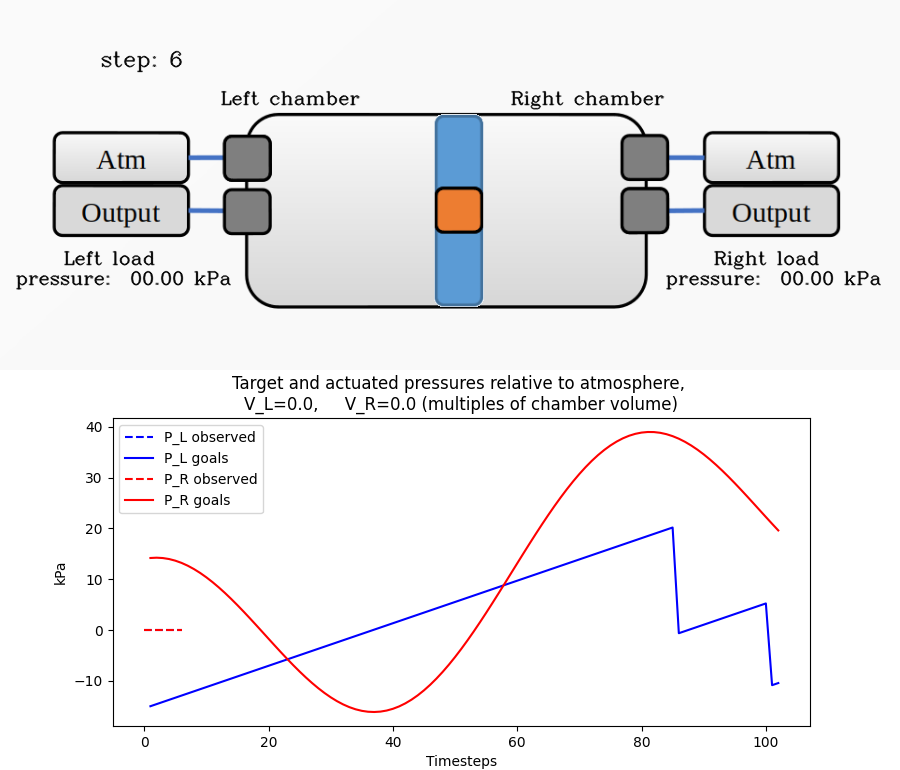 step: 6
Left chamber
Right chamber
Atm
Atm
Output
Output
Left load
pressure: 00.00 kPa
Right load
pressure: 00.00 kPa
Target and actuated pressures relative to atmosphere,
V_L=0.0, V_R=0.0 (multiples of chamber volume)
P_L observed
P_L goals
P_R observed
P_R goals
kPa
40
30
20
10
0
−10
0 20 40 60 80 100
Timesteps